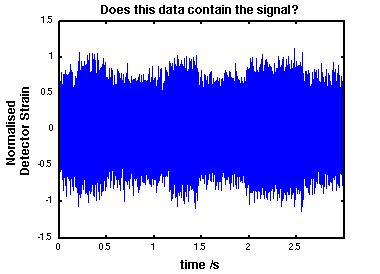 Does this data contain the signal?
1.5
1
0.5
0
-0.5
-1
-1.5
Normalised
Detector Strain
0 0.5 1 1.5 2 2.5
time /s